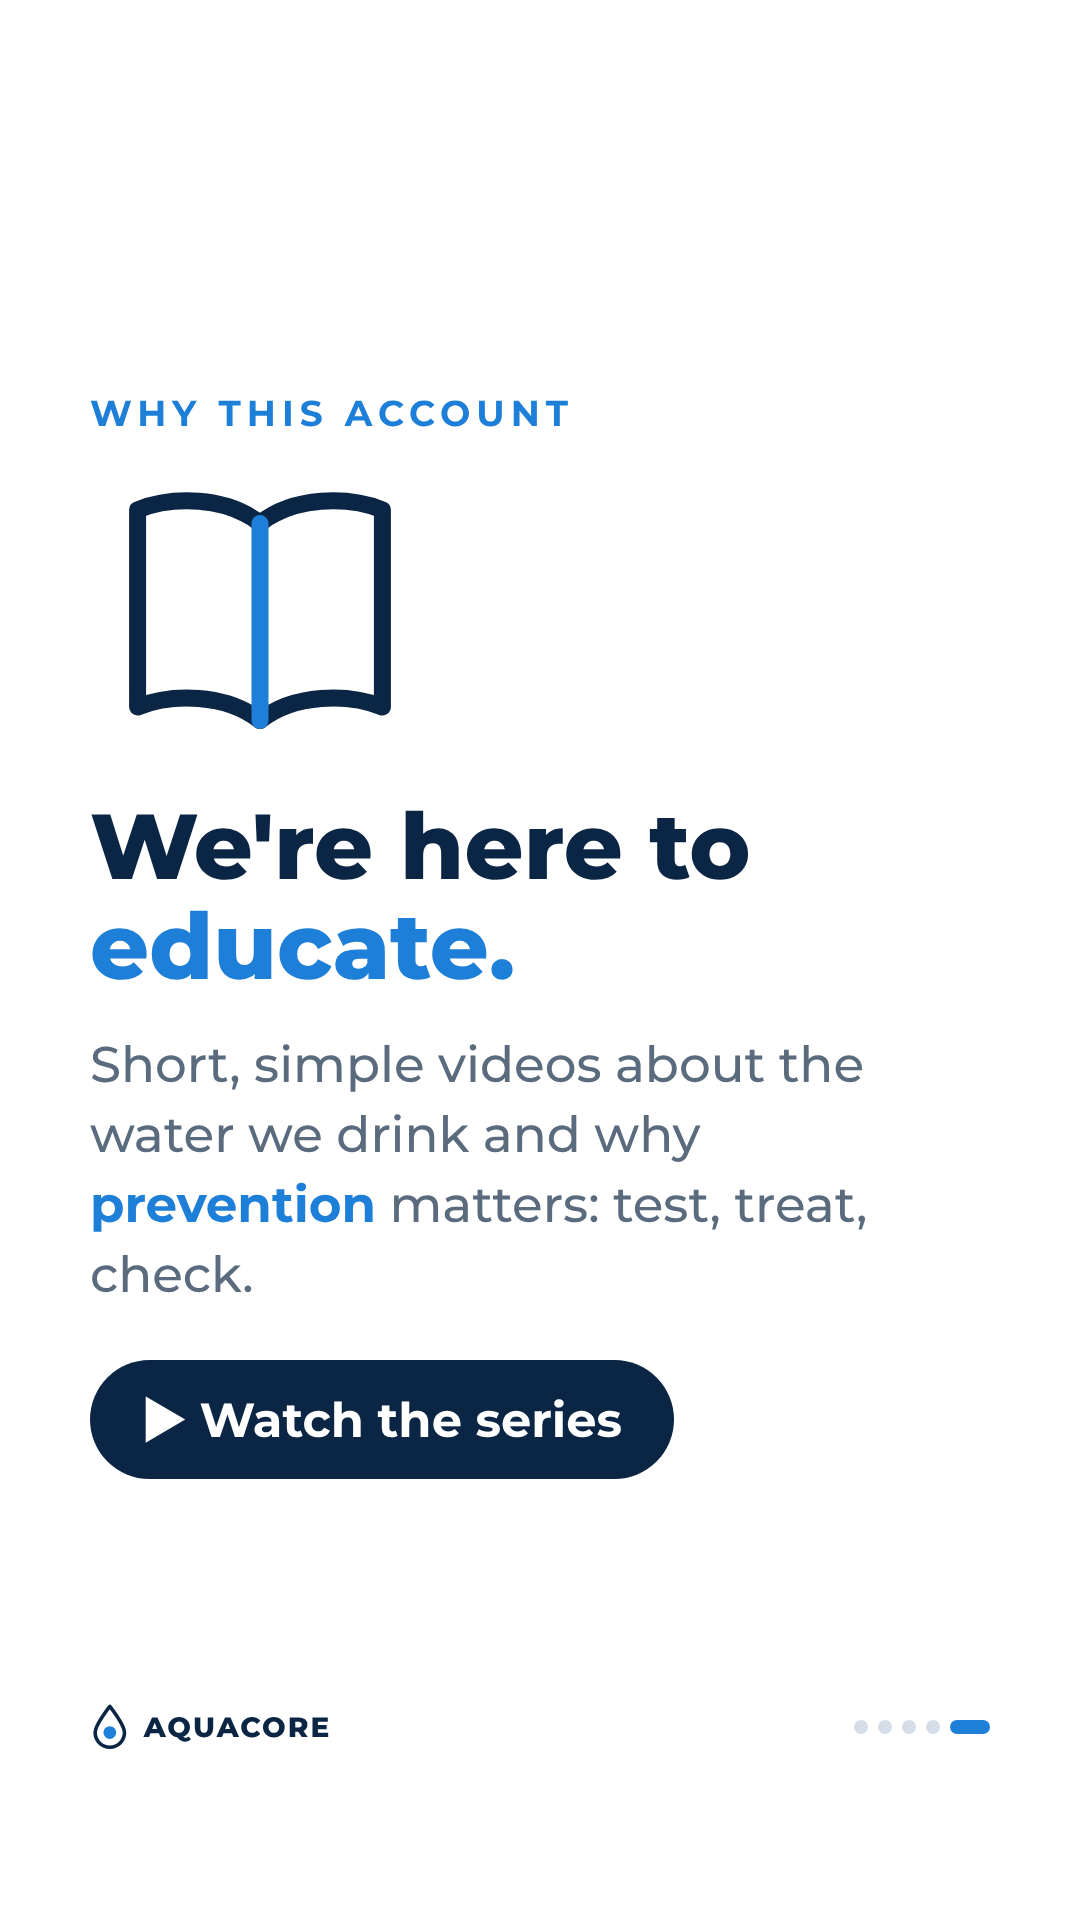 WHY THIS ACCOUNT
We're here to
educate.
Short, simple videos about the
water we drink and why
prevention matters: test, treat,
check.
Watch the series
AQUACORE